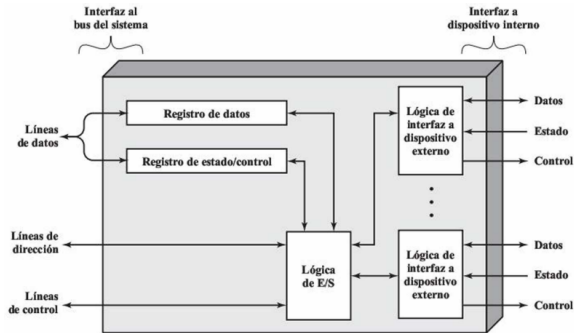 Interfaz al
bus del sistema
Interfaz a
dispositivo interno
Líneas
de datos
Registro de datos
Registro de estado/control
Lógica de
interfaz a
dispositivo
externo
Datos
Estado
Control
Líneas de
dirección
Líneas
de control
Lógica
de E/S
Lógica de
interfaz a
dispositivo
externo
Datos
Estado
Control